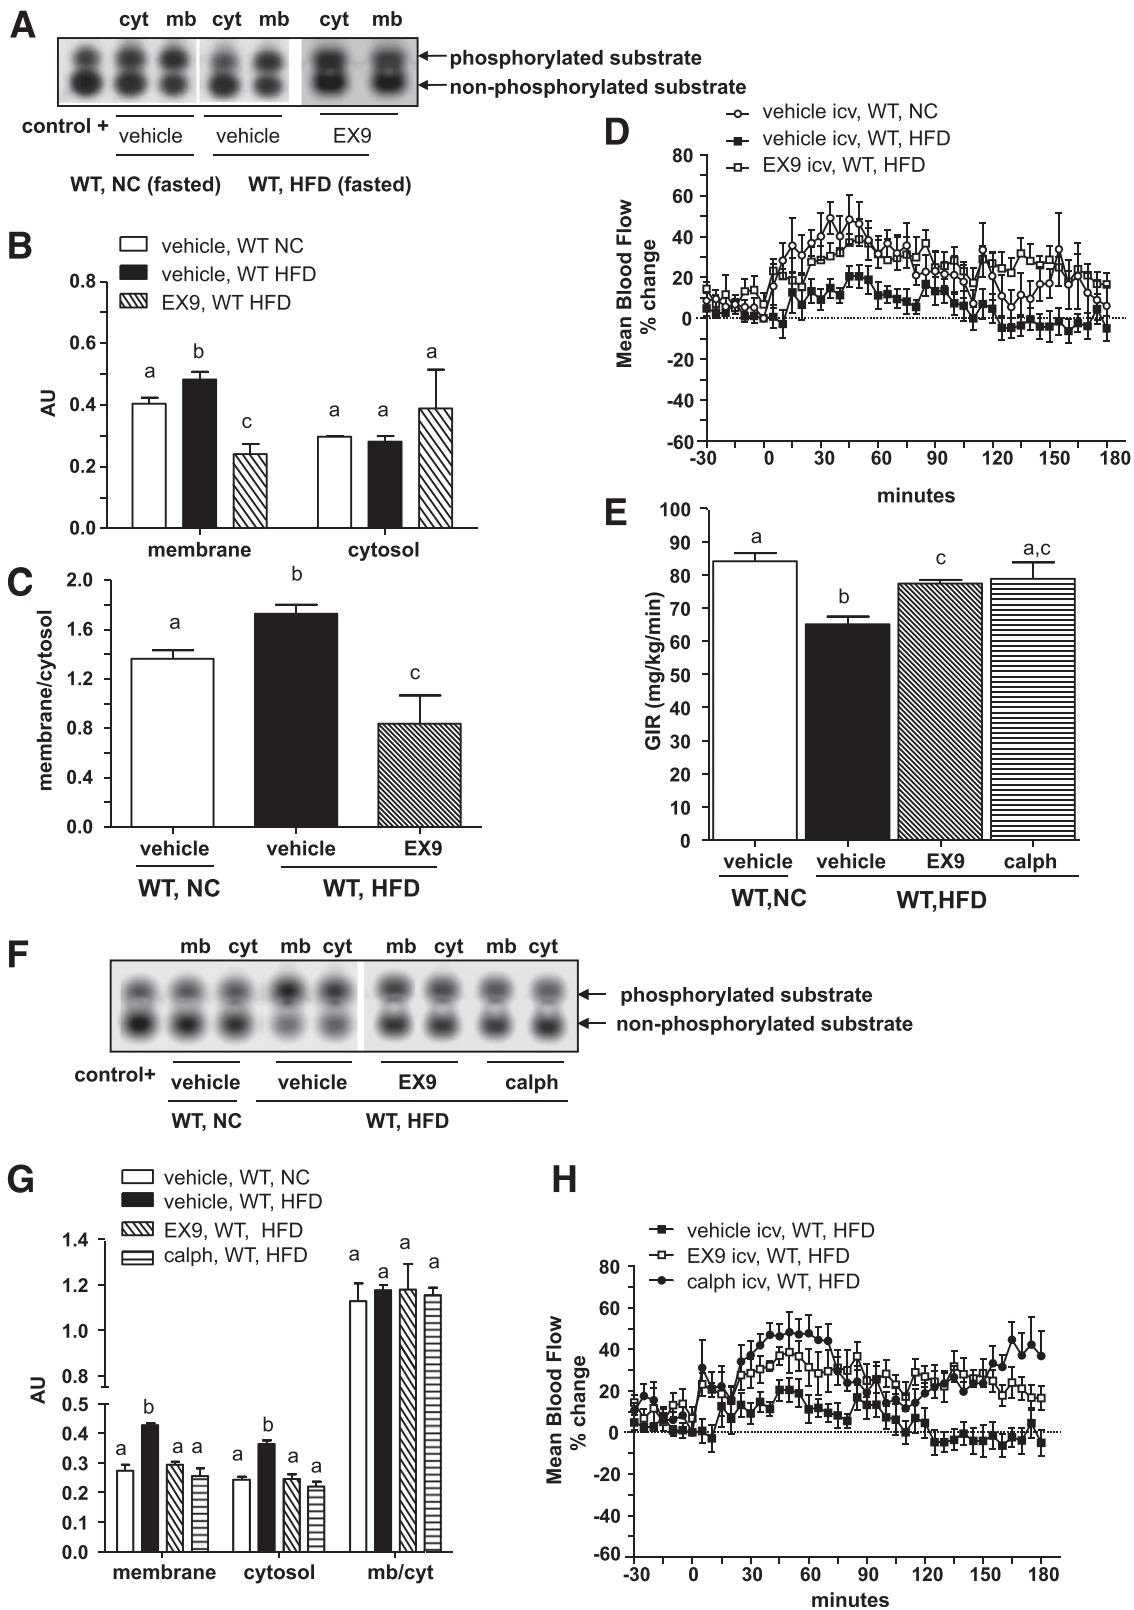 A
cyt mb cyt mb cyt mb
phosphorylated substrate
non-phosphorylated substrate
control + vehicle vehicle EX9
WT, NC (fasted) WT, HFD (fasted)
B
vehicle, WT NC
vehicle, WT HFD
EX9, WT HFD
AU
0.8
0.6
0.4
0.2
0.0
a b c a a a
membrane cytosol
C
membrane/cytosol
2.0
1.6
1.2
0.8
0.4
0.0
a b c
vehicle vehicle EX9
WT, NC WT, HFD
D
vehicle icv, WT, NC
vehicle icv, WT, HFD
EX9 icv, WT, HFD
Mean Blood Flow
% change
80
60
40
20
0
-20
-40
-60
-30 0 30 60 90 120 150 180
minutes
E
GIR (mg/kg/min)
100
90
80
70
60
50
40
30
20
10
0
a b c a,c
vehicle vehicle EX9 calph
WT,NC WT,HFD
F
mb cyt mb cyt mb cyt mb cyt
phosphorylated substrate
non-phosphorylated substrate
control+ vehicle vehicle EX9 calph
WT, NC WT, HFD
G
vehicle, WT, NC
vehicle, WT, HFD
EX9, WT, HFD
calph, WT, HFD
AU
1.4
1.2
1.0
0.8
0.5
0.4
0.3
0.2
0.1
0.0
a b a a a b a a a a a a
membrane cytosol mb/cyt
H
vehicle icv, WT, HFD
EX9 icv, WT, HFD
calph icv, WT, HFD
Mean Blood Flow
% change
80
60
40
20
0
-20
-40
-60
-30 0 30 60 90 120 150 180
minutes